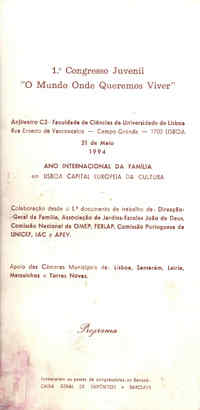 1.º Congresso Juvenil
"O Mundo Onde Queremos Viver"
Anfiteatro C3 - Faculdade de Ciências da Universidade de Lisboa
Rua Ernesto de Vasconcelos — Campo Grande — 1700 LISBOA
31 de Maio
1994
ANO INTERNACIONAL DA FAMÍLIA
em LISBOA CAPITAL EUROPEIA DA CULTURA
Colaboração desde o 1.º documento de trabalho de: Direcção-
-Geral da Família, Associação de Jardins-Escolas João de Deus,
Comissão Nacional da OMEP, FERLAP, Comissão Portuguesa da
UNICEF, IAC e APEV.
Apoio das Câmaras Municipais de: Lisboa, Santarém, Leiria,
Matosinhos e Torres Novas.
Programa
CAIXA GERAL DE DEPÓSITOS e BARCLAYS